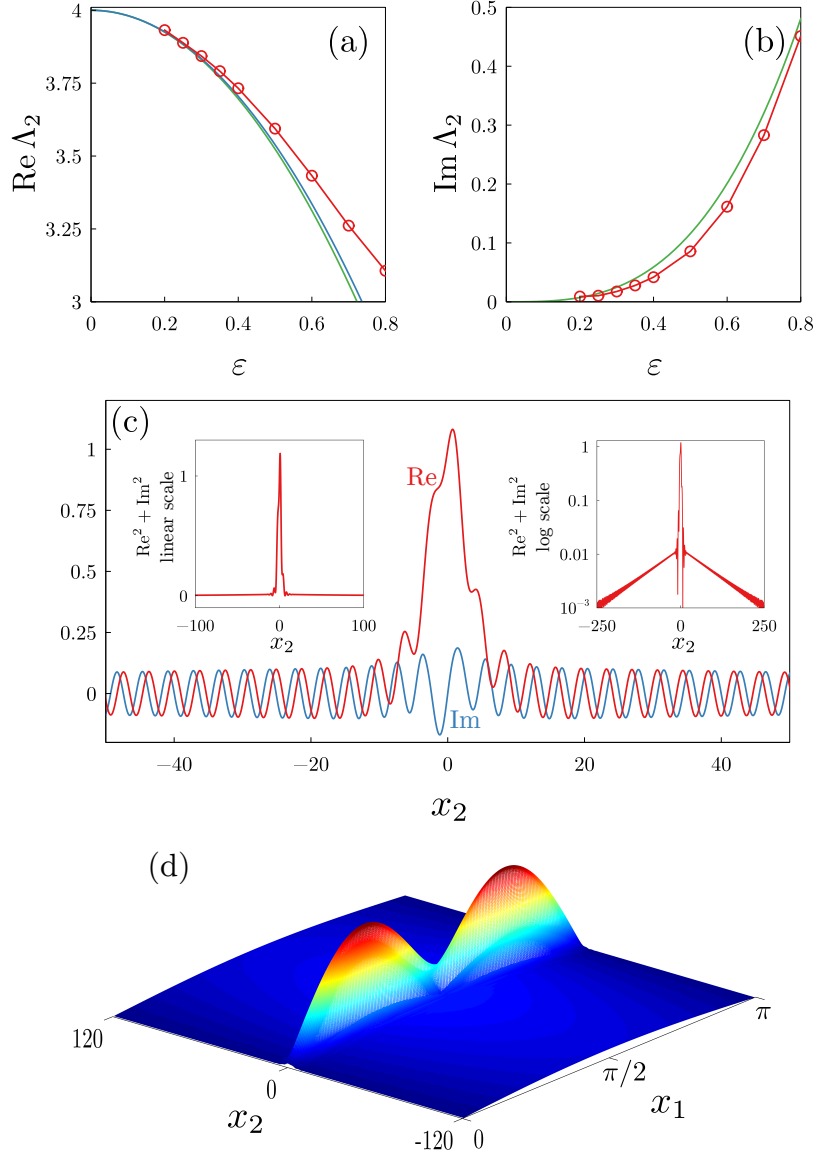 (a)
Re Λ₂
4
3.75
3.5
3.25
3
0
0.2
0.4
0.6
0.8
ε
(b)
Im Λ₂
0.5
0.4
0.3
0.2
0.1
0
0
0.2
0.4
0.6
0.8
ε
(c)
1
0.75
0.5
0.25
0
−40
−20
0
20
40
x₂
Re
Im
Re² + Im²
linear scale
1
0
−100
0
100
x₂
Re² + Im²
log scale
1
0.1
0.01
10⁻³
−250
0
250
x₂
(d)
120
0
-120
x₂
0
π/2
π
x₁